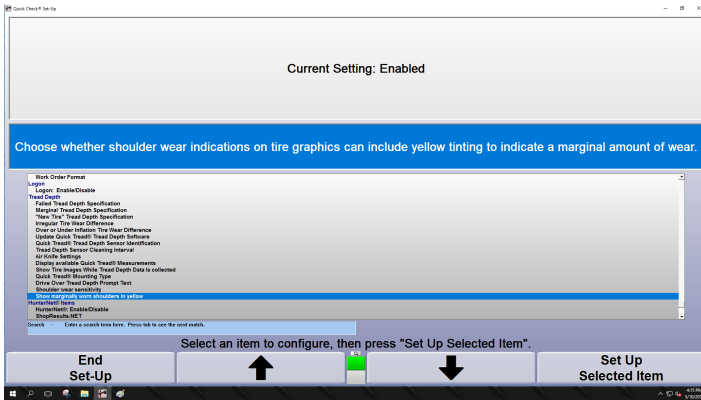 Quick Check® Set-Up
Current Setting: Enabled
Choose whether shoulder wear indications on tire graphics can include yellow tinting to indicate a marginal amount of wear.
Work Order Format
Logon
Logon: Enable/Disable
Tread Depth
Failed Tread Depth Specification
Marginal Tread Depth Specification
"New Tire" Tread Depth Specification
Irregular Tire Wear Difference
Over or Under Inflation Tire Wear Difference
Update Quick Tread® Tread Depth Software
Quick Tread® Tread Depth Sensor Identification
Tread Depth Sensor Cleaning Interval
Air Knife Settings
Display available Quick Tread® Measurements
Show Tire Images While Tread Depth Data Is collected
Quick Tread® Mounting Type
Drive Over Tread Depth Prompt Text
Shoulder wear sensitivity
Show marginally worn shoulders in yellow
HunterNet® Items
HunterNet®: Enable/Disable
ShopResults.NET
Search - Enter a search term here. Press tab to see the next match.
Select an item to configure, then press "Set Up Selected Item".
End
Set-Up
Set Up
Selected Item
4:15 PM